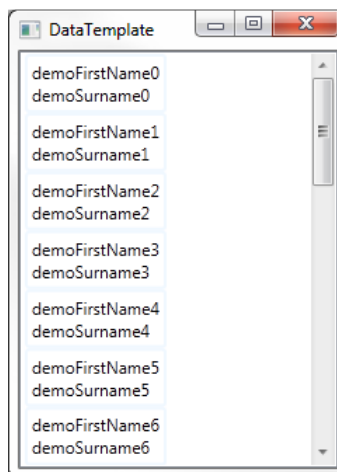 DataTemplate
demoFirstName0
demoSurname0
demoFirstName1
demoSurname1
demoFirstName2
demoSurname2
demoFirstName3
demoSurname3
demoFirstName4
demoSurname4
demoFirstName5
demoSurname5
demoFirstName6
demoSurname6